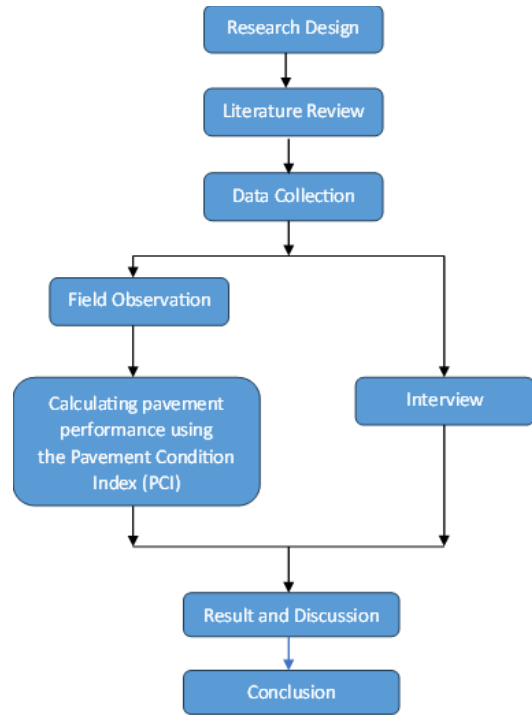 Research Design
Literature Review
Data Collection
Field Observation
Calculating pavement
performance using
the Pavement Condition
Index (PCI)
Interview
Result and Discussion
Conclusion